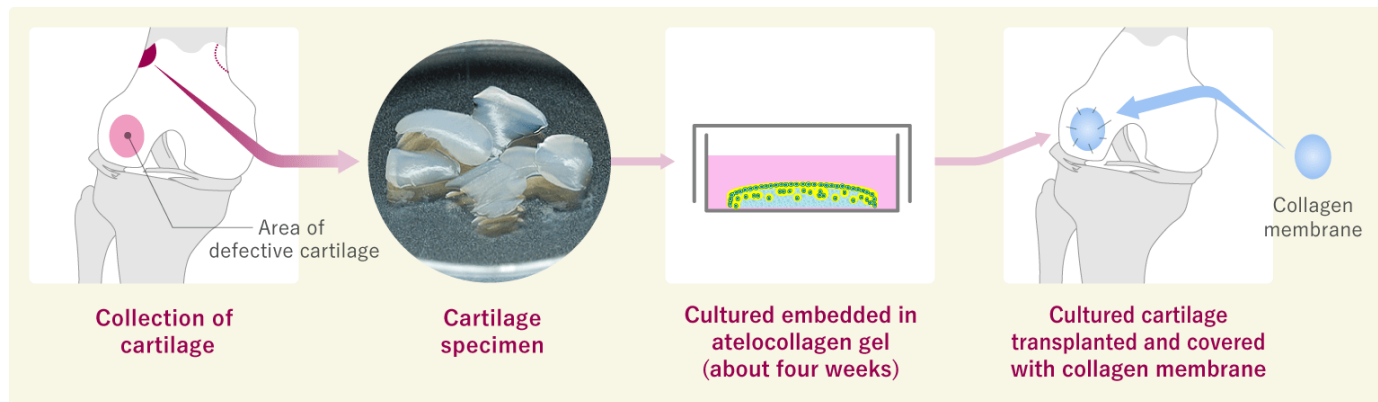 Area of
defective cartilage
Collagen
membrane
Collection of
cartilage
Cartilage
specimen
Cultured embedded in
atelocollagen gel
(about four weeks)
Cultured cartilage
transplanted and covered
with collagen membrane